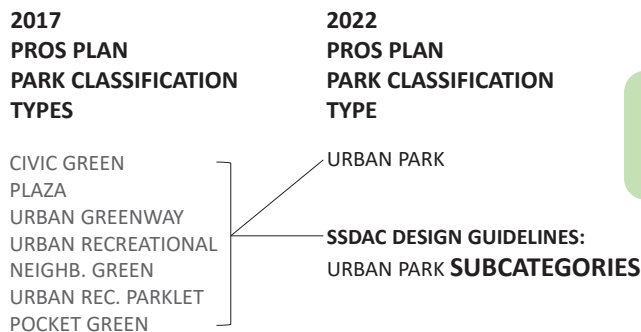 2017
PROS PLAN
PARK CLASSIFICATION
TYPES
CIVIC GREEN
PLAZA
URBAN GREENWAY
URBAN RECREATIONAL
NEIGHB. GREEN
URBAN REC. PARKLET
POCKET GREEN
2022
PROS PLAN
PARK CLASSIFICATION
TYPE
URBAN PARK
SSDAC DESIGN GUIDELINES:
URBAN PARK SUBCATEGORIES